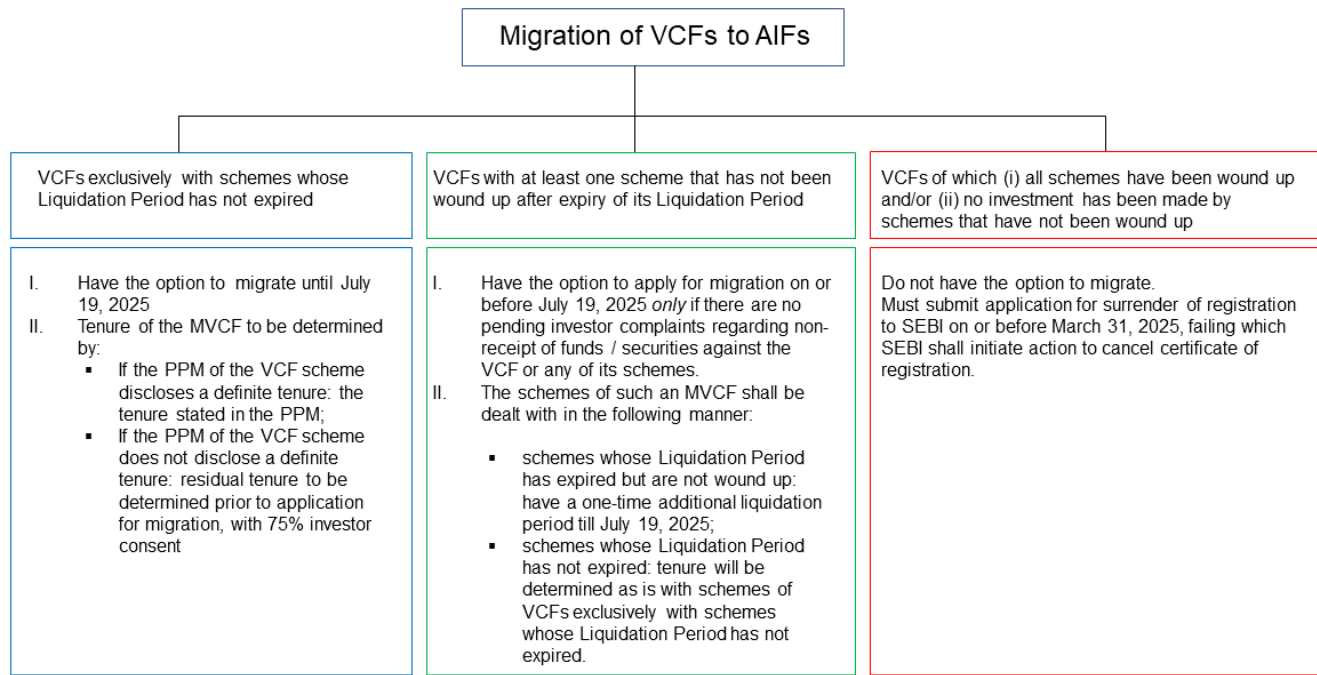 Migration of VCFs to AIFs
VCFs exclusively with schemes whose
Liquidation Period has not expired
VCFs with at least one scheme that has not been
wound up after expiry of its Liquidation Period
VCFs of which (i) all schemes have been wound up
and/or (ii) no investment has been made by
schemes that have not been wound up
I. Have the option to migrate until July
19, 2025
II. Tenure of the MVCF to be determined
by:
▪ If the PPM of the VCF scheme
discloses a definite tenure: the
tenure stated in the PPM;
▪ If the PPM of the VCF scheme
does not disclose a definite
tenure: residual tenure to be
determined prior to application
for migration, with 75% investor
consent
I. Have the option to apply for migration on or
before July 19, 2025 only if there are no
pending investor complaints regarding non-
receipt of funds / securities against the
VCF or any of its schemes.
II. The schemes of such an MVCF shall be
dealt with in the following manner:
▪ schemes whose Liquidation Period
has expired but are not wound up:
have a one-time additional liquidation
period till July 19, 2025;
▪ schemes whose Liquidation Period
has not expired: tenure will be
determined as is with schemes of
VCFs exclusively with schemes
whose Liquidation Period has not
expired.
Do not have the option to migrate.
Must submit application for surrender of registration
to SEBI on or before March 31, 2025, failing which
SEBI shall initiate action to cancel certificate of
registration.